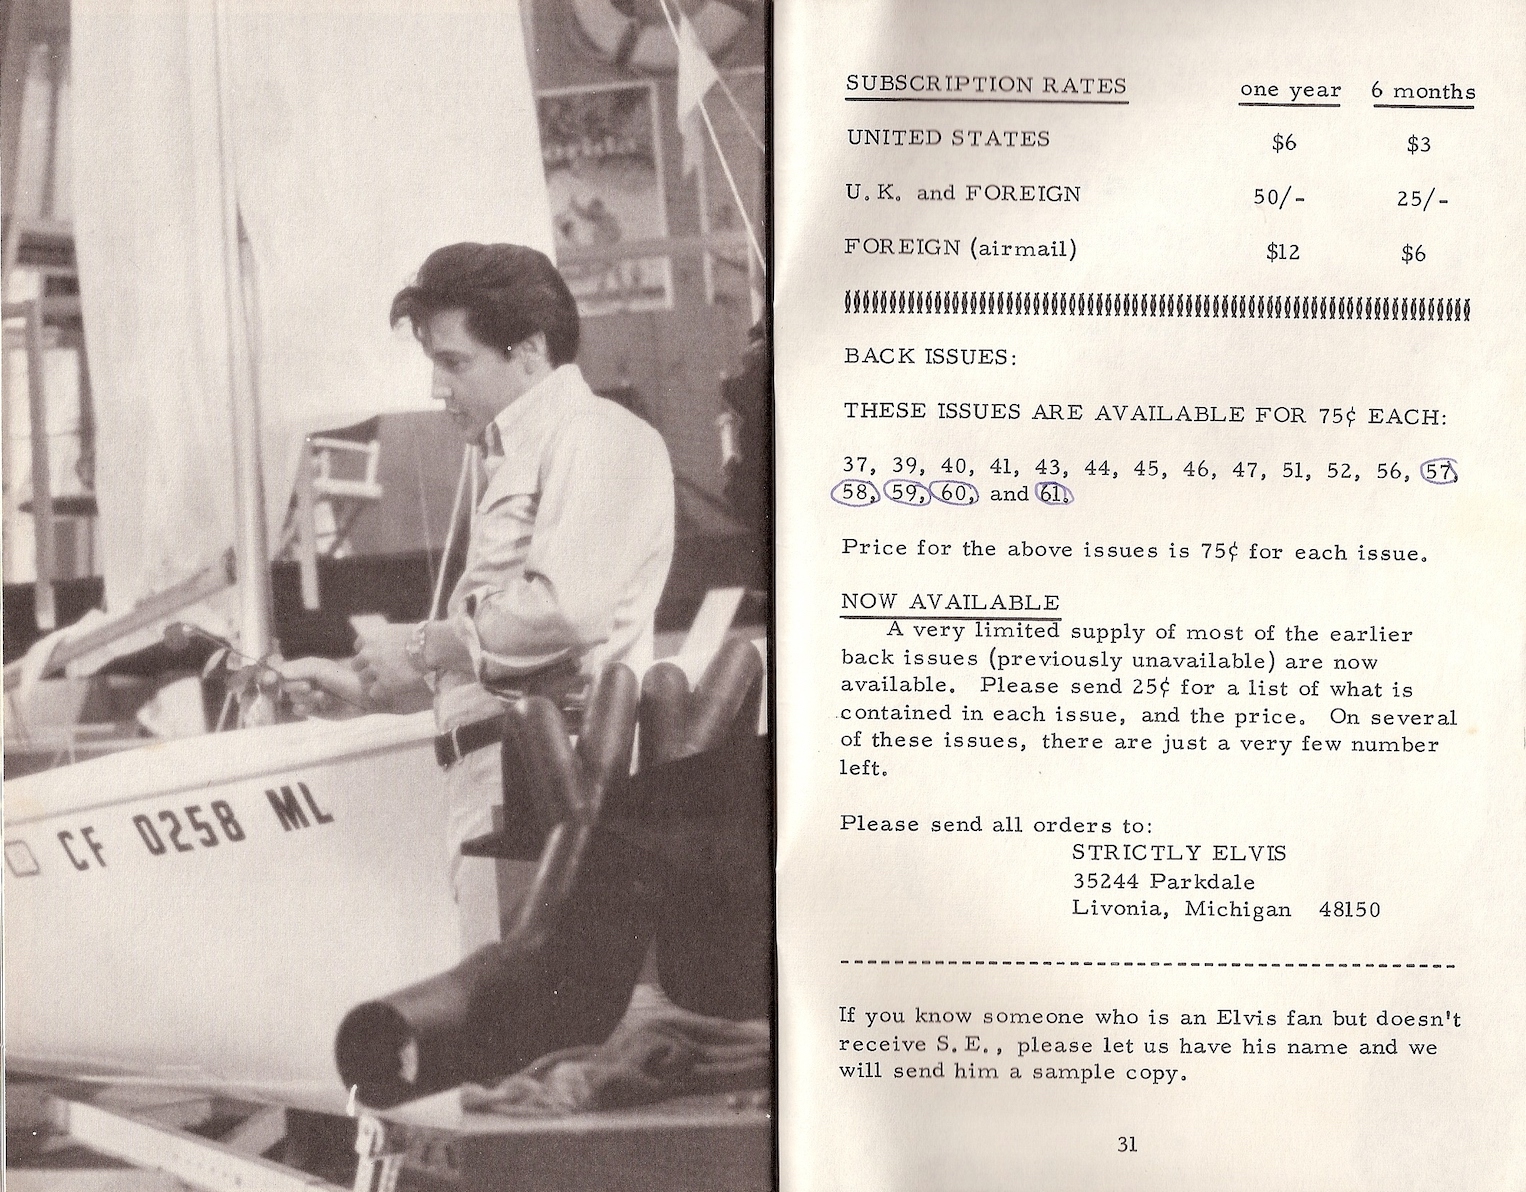 CF 0258 ML
SUBSCRIPTION RATES one year 6 months
UNITED STATES $6 $3
U.K. and FOREIGN 50/- 25/-
FOREIGN (airmail) $12 $6
BACK ISSUES:
THESE ISSUES ARE AVAILABLE FOR 75¢ EACH:
37, 39, 40, 41, 43, 44, 45, 46, 47, 51, 52, 56, 57,
58, 59, 60, and 61.
Price for the above issues is 75¢ for each issue.
NOW AVAILABLE
A very limited supply of most of the earlier
back issues (previously unavailable) are now
available. Please send 25¢ for a list of what is
contained in each issue, and the price. On several
of these issues, there are just a very few number
left.
Please send all orders to:
STRICTLY ELVIS
35244 Parkdale
Livonia, Michigan 48150
If you know someone who is an Elvis fan but doesn't
receive S.E., please let us have his name and we
will send him a sample copy.
31